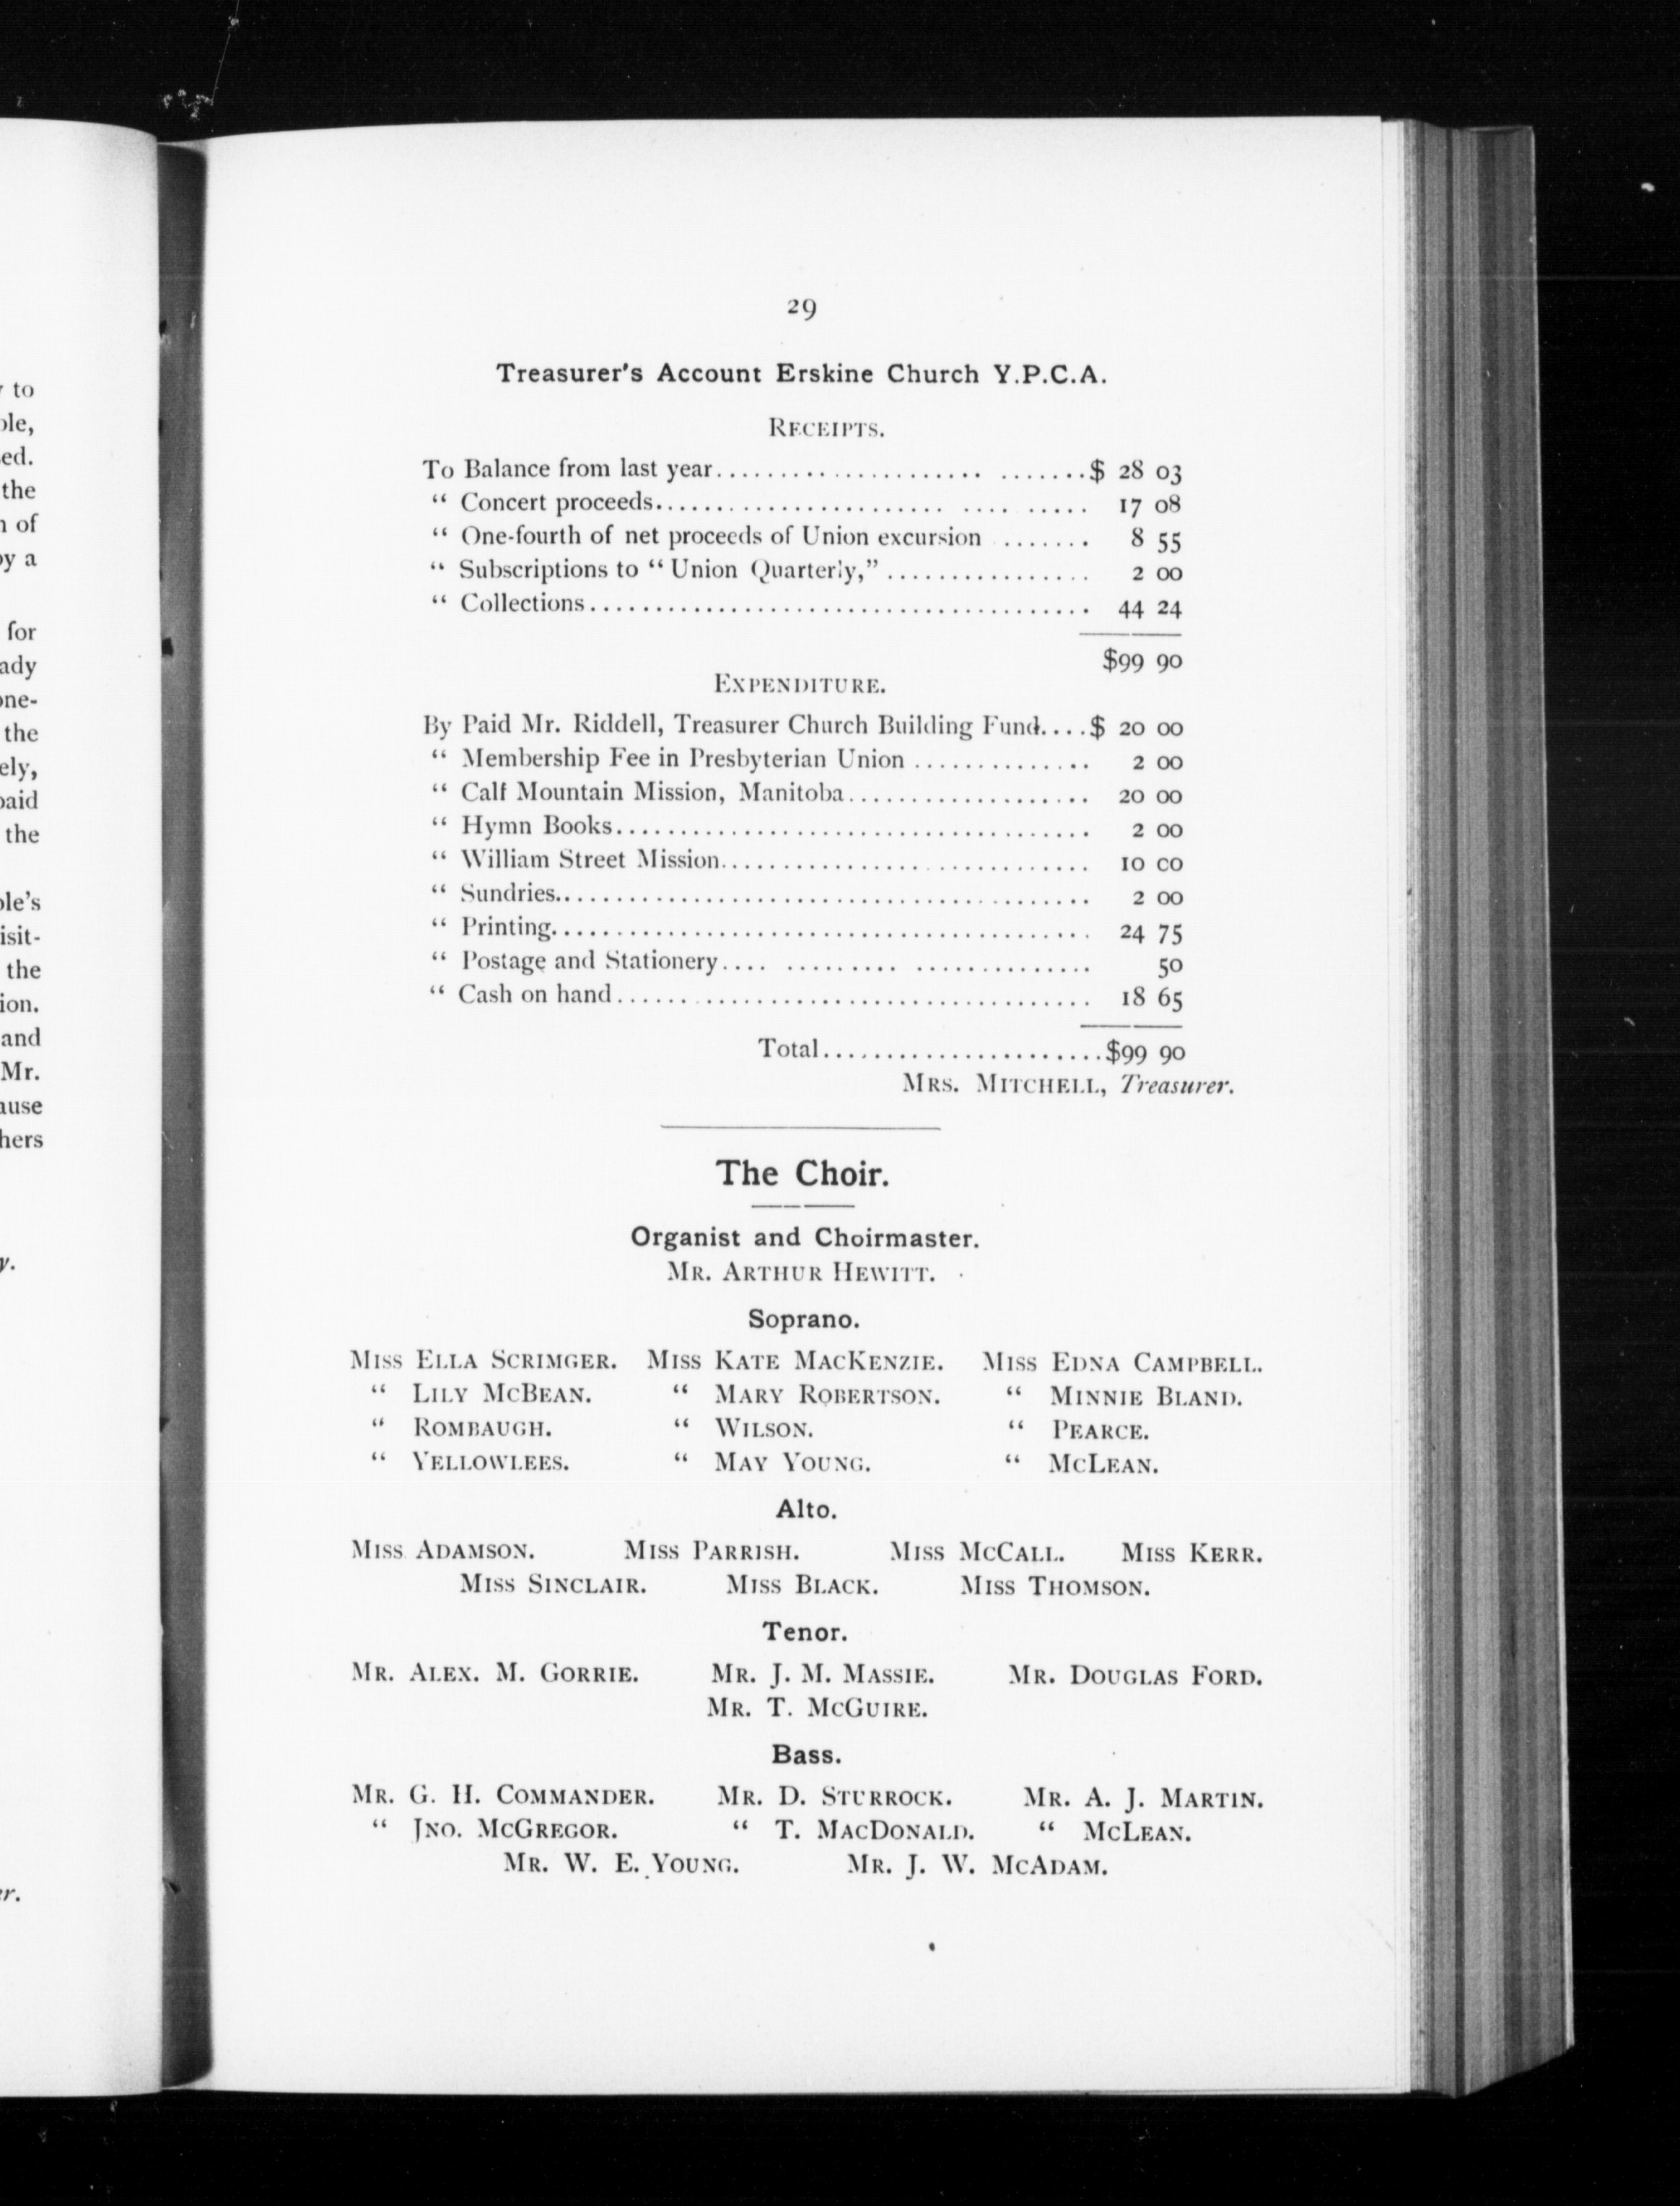 29
Treasurer's Account Erskine Church Y.P.C.A.
RECEIPTS.
To Balance from last year..............................$ 28 03
“ Concert proceeds................................ 17 08
“ One-fourth of net proceeds of Union excursion ....... 8 55
“ Subscriptions to “Union Quarterly,”................ 2 00
“ Collections...................................... 44 24
$99 90
EXPENDITURE.
By Paid Mr. Riddell, Treasurer Church Building Fund....$ 20 00
“ Membership Fee in Presbyterian Union .............. 2 00
“ Calf Mountain Mission, Manitoba................... 20 00
“ Hymn Books.................................... 2 00
“ William Street Mission............................ 10 00
“ Sundries......................................... 2 00
“ Printing......................................... 24 75
“ Postage and Stationery.... ......... .............. 50
“ Cash on hand.................................... 18 65
Total......................$99 90
MRS. MITCHELL, Treasurer.
The Choir.
Organist and Choirmaster.
MR. ARTHUR HEWITT.
Soprano.
MISS ELLA SCRIMGER. MISS KATE MACKENZIE. MISS EDNA CAMPBELL.
“ LILY MCBEAN. “ MARY ROBERTSON. “ MINNIE BLAND.
“ ROMBAUGH. “ WILSON. “ PEARCE.
“ YELLOWLEES. “ MAY YOUNG. “ MCLEAN.
Alto.
MISS ADAMSON. MISS PARRISH. MISS MCCALL. MISS KERR.
MISS SINCLAIR. MISS BLACK. MISS THOMSON.
Tenor.
MR. ALEX. M. GORRIE. MR. J. M. MASSIE. MR. DOUGLAS FORD.
MR. T. MCGUIRE.
Bass.
MR. G. H. COMMANDER. MR. D. STURROCK. MR. A. J. MARTIN.
“ JNO. MCGREGOR. “ T. MACDONALD. “ MCLEAN.
MR. W. E. YOUNG. MR. J. W. MCADAM.